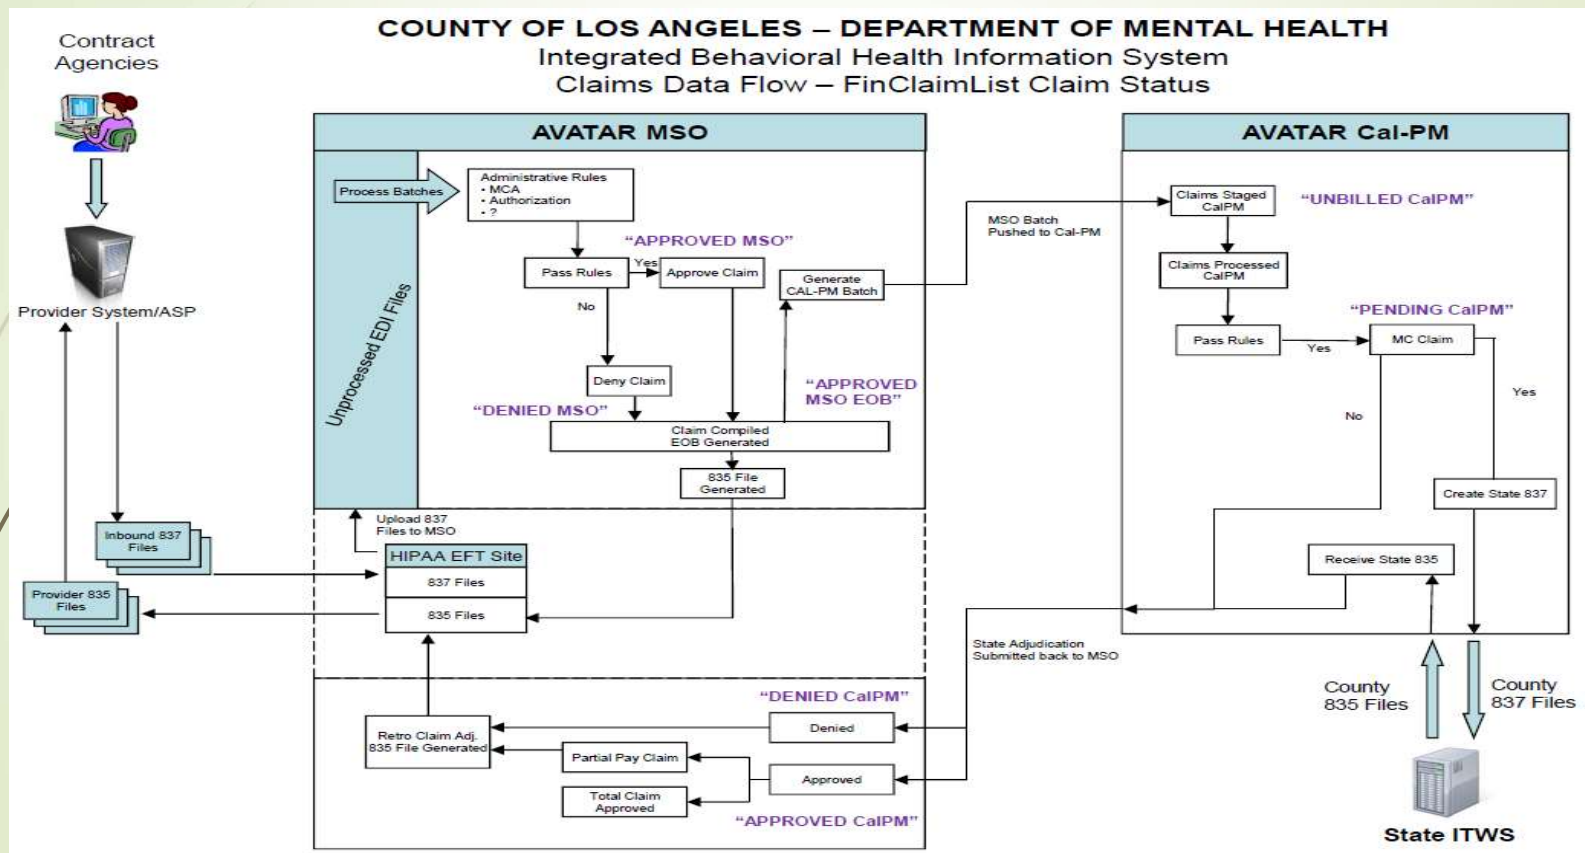 COUNTY OF LOS ANGELES – DEPARTMENT OF MENTAL HEALTH
Integrated Behavioral Health Information System
Claims Data Flow – FinClaimList Claim Status
Contract
Agencies
Provider System/ASP
Inbound 837
Files
Provider 835
Files
AVATAR MSO
Unprocessed EDI Files
Process Batches
Administrative Rules
• MCA
• Authorization
• ?
“APPROVED MSO”
Pass Rules
Yes
Approve Claim
No
Generate
CAL-PM Batch
Deny Claim
“DENIED MSO”
“APPROVED
MSO EOB”
Claim Compiled
EOB Generated
835 File
Generated
Upload 837
Files to MSO
HIPAA EFT Site
837 Files
835 Files
MSO Batch
Pushed to Cal-PM
State Adjudication
Submitted back to MSO
“DENIED CalPM”
Denied
Retro Claim Adj.
835 File Generated
Partial Pay Claim
Approved
Total Claim
Approved
“APPROVED CalPM”
AVATAR Cal-PM
Claims Staged
CalPM
“UNBILLED CalPM”
Claims Processed
CalPM
“PENDING CalPM”
Pass Rules
Yes
MC Claim
Yes
No
Create State 837
Receive State 835
County
835 Files
County
837 Files
State ITWS